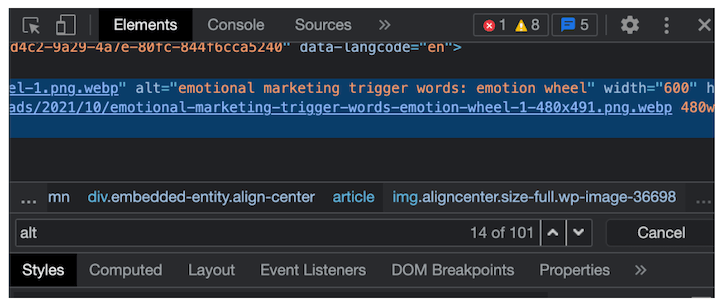 Elements Console Sources » 1 8 5
d4c2-9a29-4a7e-80fc-844f6cca5240" data-langcode="en">
el-1.png.webp" alt="emotional marketing trigger words: emotion wheel" width="600" h
ads/2021/10/emotional-marketing-trigger-words-emotion-wheel-1-480x491.png.webp 480w
... mn div.embedded-entity.align-center article img.aligncenter.size-full.wp-image-36698 ...
alt 14 of 101 Cancel
Styles Computed Layout Event Listeners DOM Breakpoints Properties »